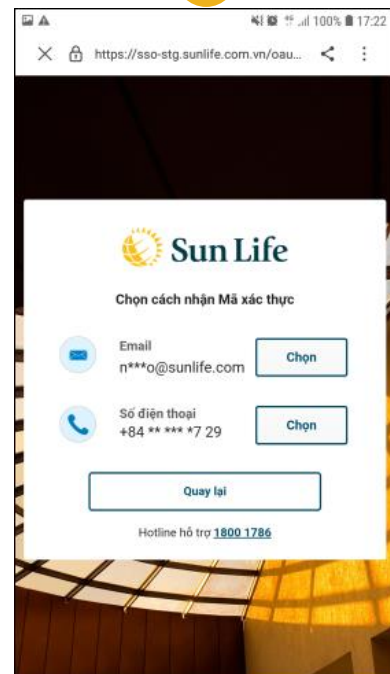 100% 17:22
https://sso-stg.sunlife.com.vn/oau...
Sun Life
Chọn cách nhận Mã xác thực
Email
n***o@sunlife.com
Chọn
Số điện thoại
+84 ** *** *7 29
Chọn
Quay lại
Hotline hỗ trợ 1800 1786